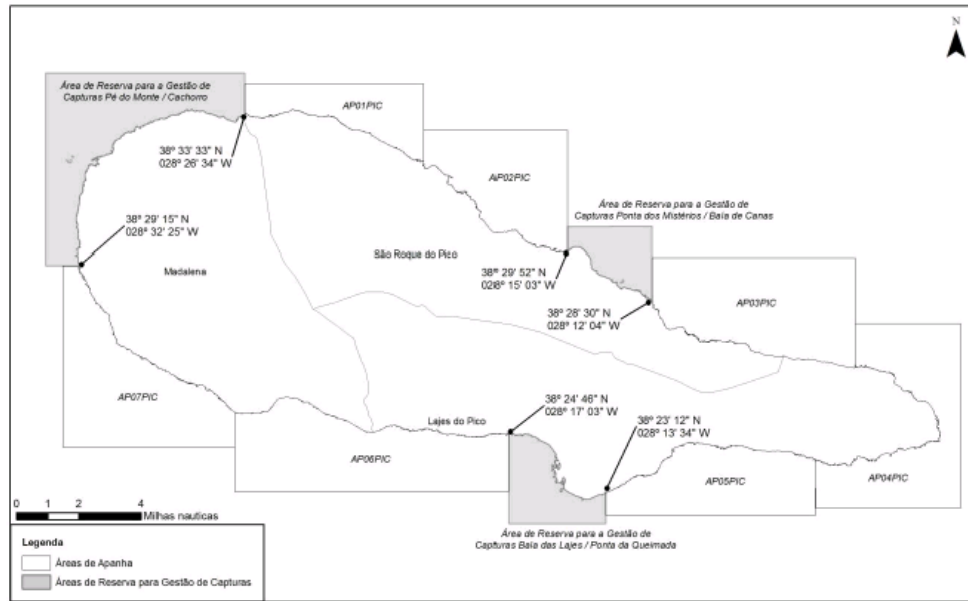 N
Área de Reserva para a Gestão de
Capturas Pé do Monte / Cachorro
AP01PIC
38º 33' 33" N
028º 26' 34" W
AP02PIC
Área de Reserva para a Gestão de
Capturas Ponta dos Mistérios / Baía de Canas
38º 29' 15" N
028º 32' 25" W
Madalena
São Roque do Pico
38º 29' 52" N
028º 15' 03" W
38º 28' 30" N
028º 12' 04" W
AP03PIC
AP07PIC
38º 24' 46" N
028º 17' 03" W
38º 23' 12" N
028º 13' 34" W
Lajes do Pico
AP06PIC
AP05PIC
AP04PIC
0 1 2 4
Milhas nauticas
Área de Reserva para a Gestão de
Capturas Baía das Lajes / Ponta da Queimada
Legenda
Áreas de Apanha
Áreas de Reserva para Gestão de Capturas